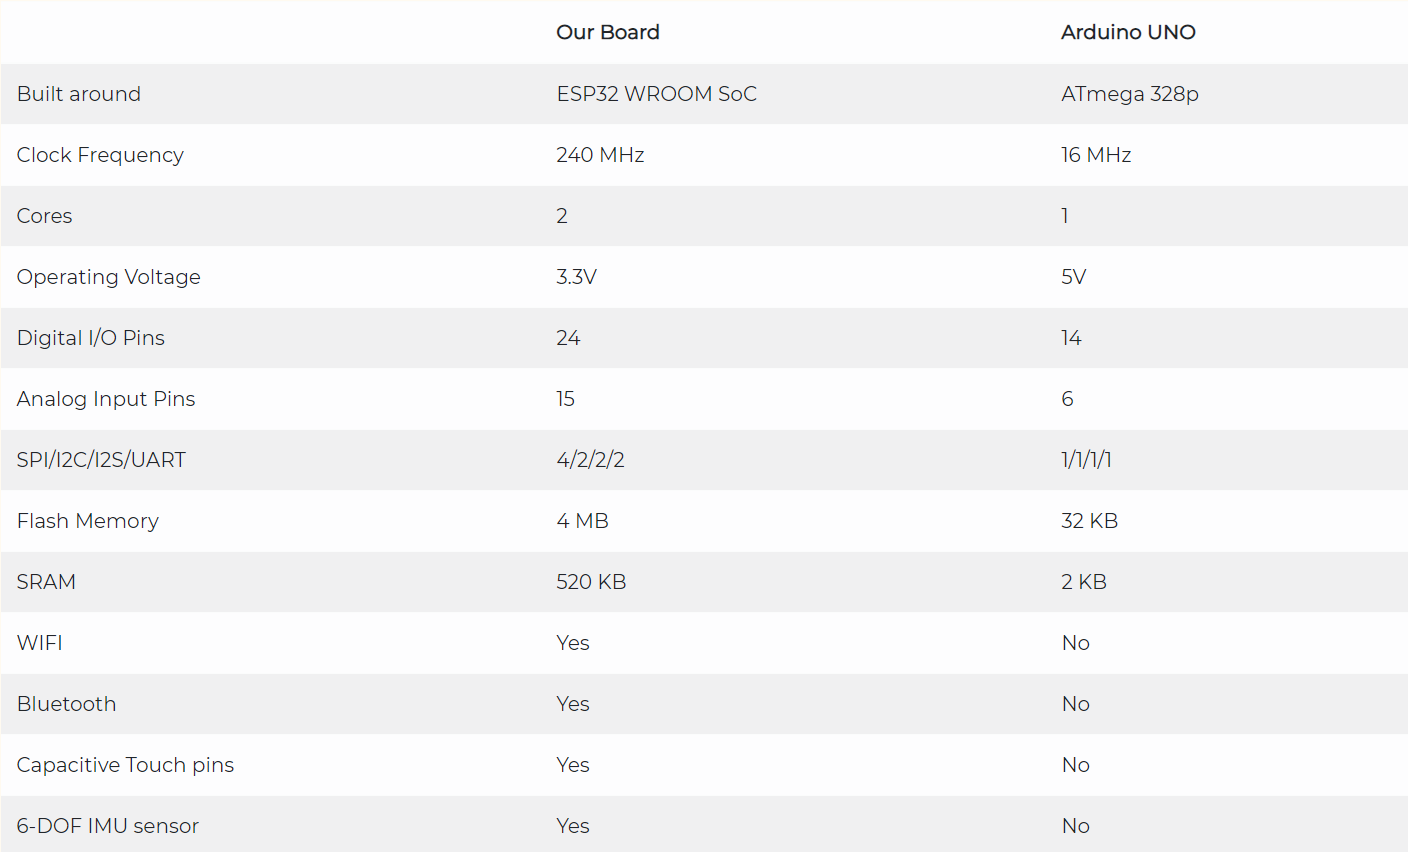 Our Board Arduino UNO
Built around ESP32 WROOM SoC ATmega 328p
Clock Frequency 240 MHz 16 MHz
Cores 2 1
Operating Voltage 3.3V 5V
Digital I/O Pins 24 14
Analog Input Pins 15 6
SPI/I2C/I2S/UART 4/2/2/2 1/1/1/1
Flash Memory 4 MB 32 KB
SRAM 520 KB 2 KB
WIFI Yes No
Bluetooth Yes No
Capacitive Touch pins Yes No
6-DOF IMU sensor Yes No